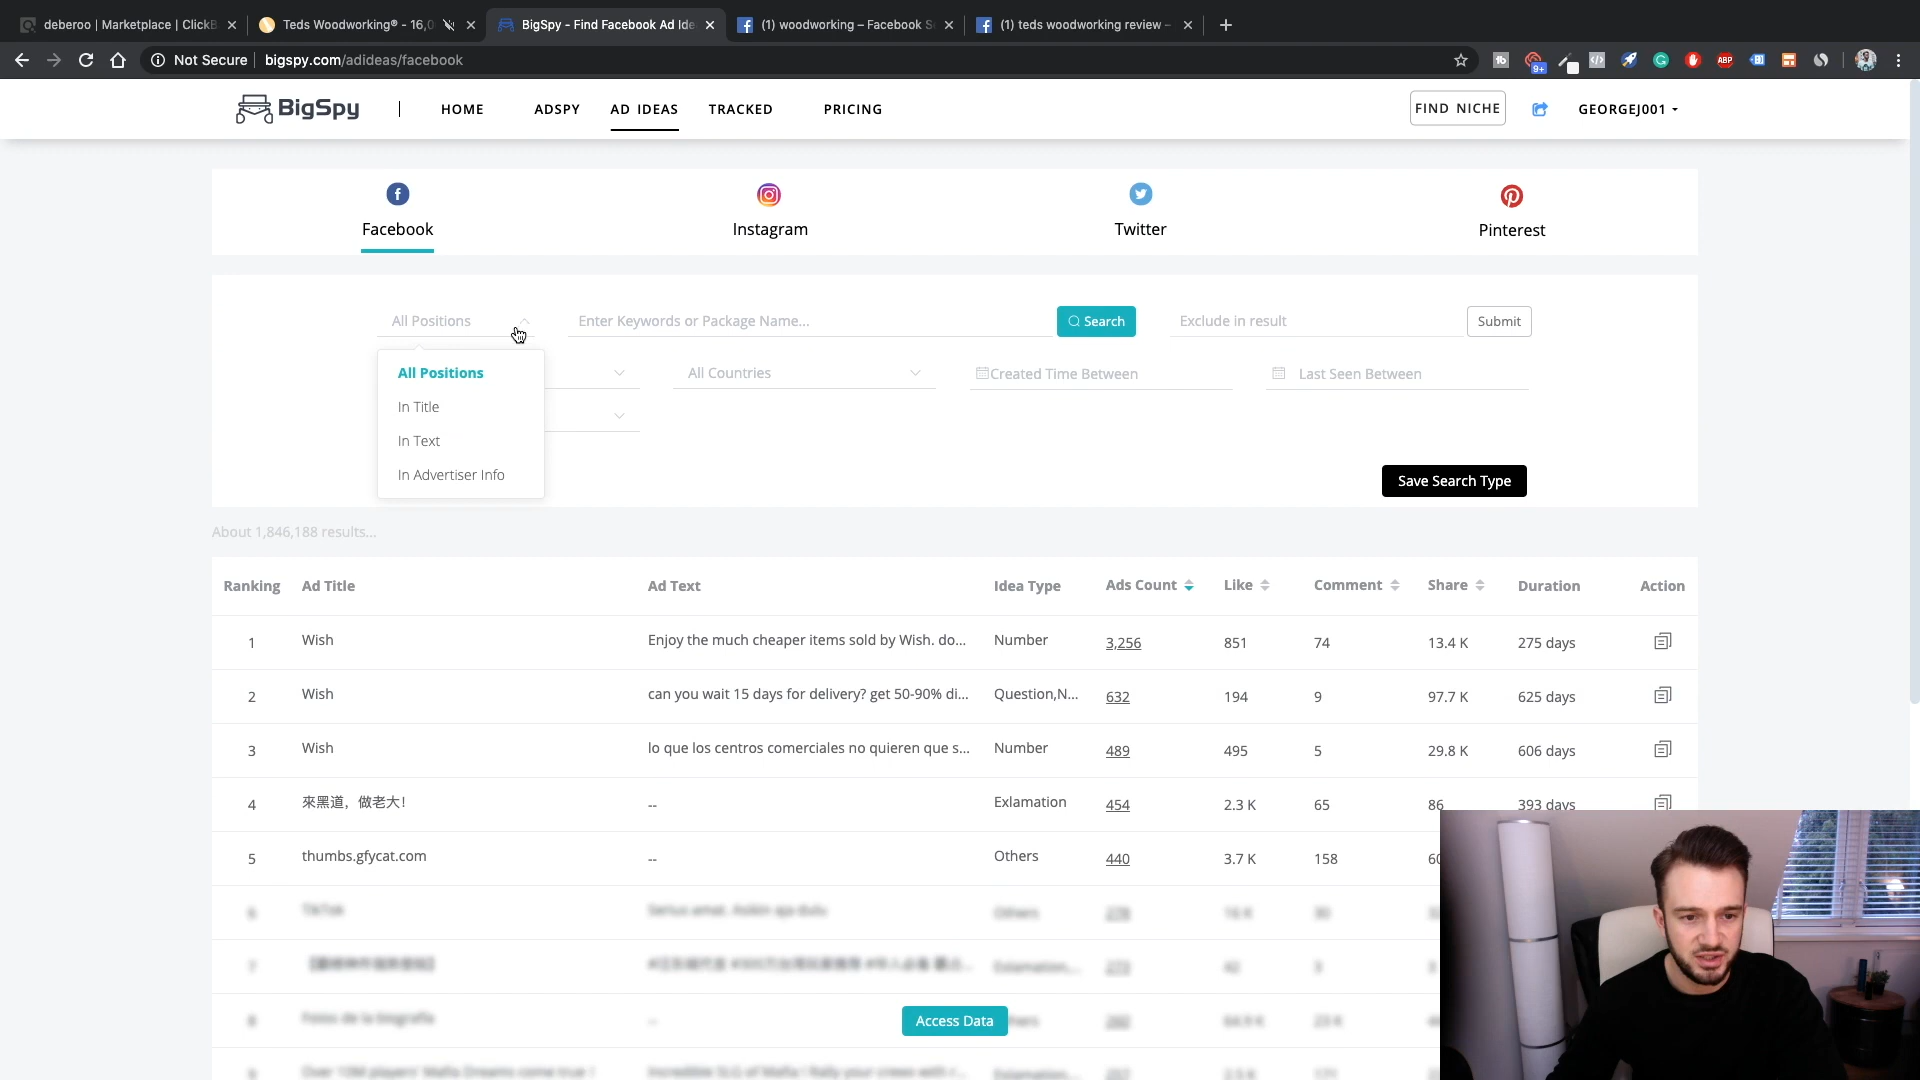 deberoo | Marketplace | ClickB
Teds Woodworking® - 16,0
BigSpy - Find Facebook Ad Ide
(1) woodworking – Facebook S
(1) teds woodworking review –
Not Secure
bigspy.com/adideas/facebook
9+
ABP
BigSpy
HOME
ADSPY
AD IDEAS
TRACKED
PRICING
FIND NICHE
GEORGEJ001
Facebook
Instagram
Twitter
Pinterest
All Positions
Enter Keywords or Package Name...
Search
Exclude in result
Submit
All Positions
In Title
In Text
In Advertiser Info
All Countries
Created Time Between
Last Seen Between
Save Search Type
About 1,846,188 results...
Ranking Ad Title Ad Text Idea Type Ads Count Like Comment Share Duration Action
1 Wish Enjoy the much cheaper items sold by Wish. do... Number 3,256 851 74 13.4 K 275 days
2 Wish can you wait 15 days for delivery? get 50-90% di... Question,N... 632 194 9 97.7 K 625 days
3 Wish lo que los centros comerciales no quieren que s... Number 489 495 5 29.8 K 606 days
4 來黑道，做老大！ -- Exlamation 454 2.3 K 65 86 393 days
5 thumbs.gfycat.com -- Others 440 3.7 K 158
Access Data